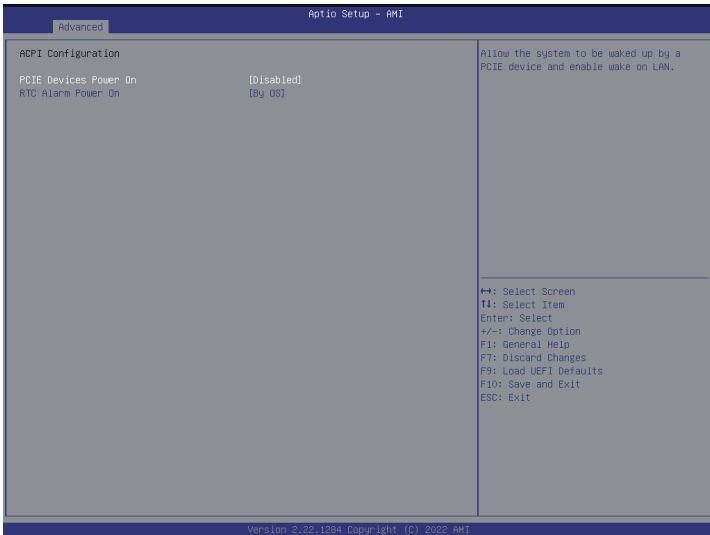 Aptio Setup - AMI
Advanced
ACPI Configuration
PCIE Devices Power On [Disabled]
RTC Alarm Power On [By OS]
Allow the system to be waked up by a
PCIE device and enable wake on LAN.
↔: Select Screen
↑↓: Select Item
Enter: Select
+/-: Change Option
F1: General Help
F7: Discard Changes
F9: Load UEFI Defaults
F10: Save and Exit
ESC: Exit
Version 2.22.1284 Copyright (C) 2022 AMI